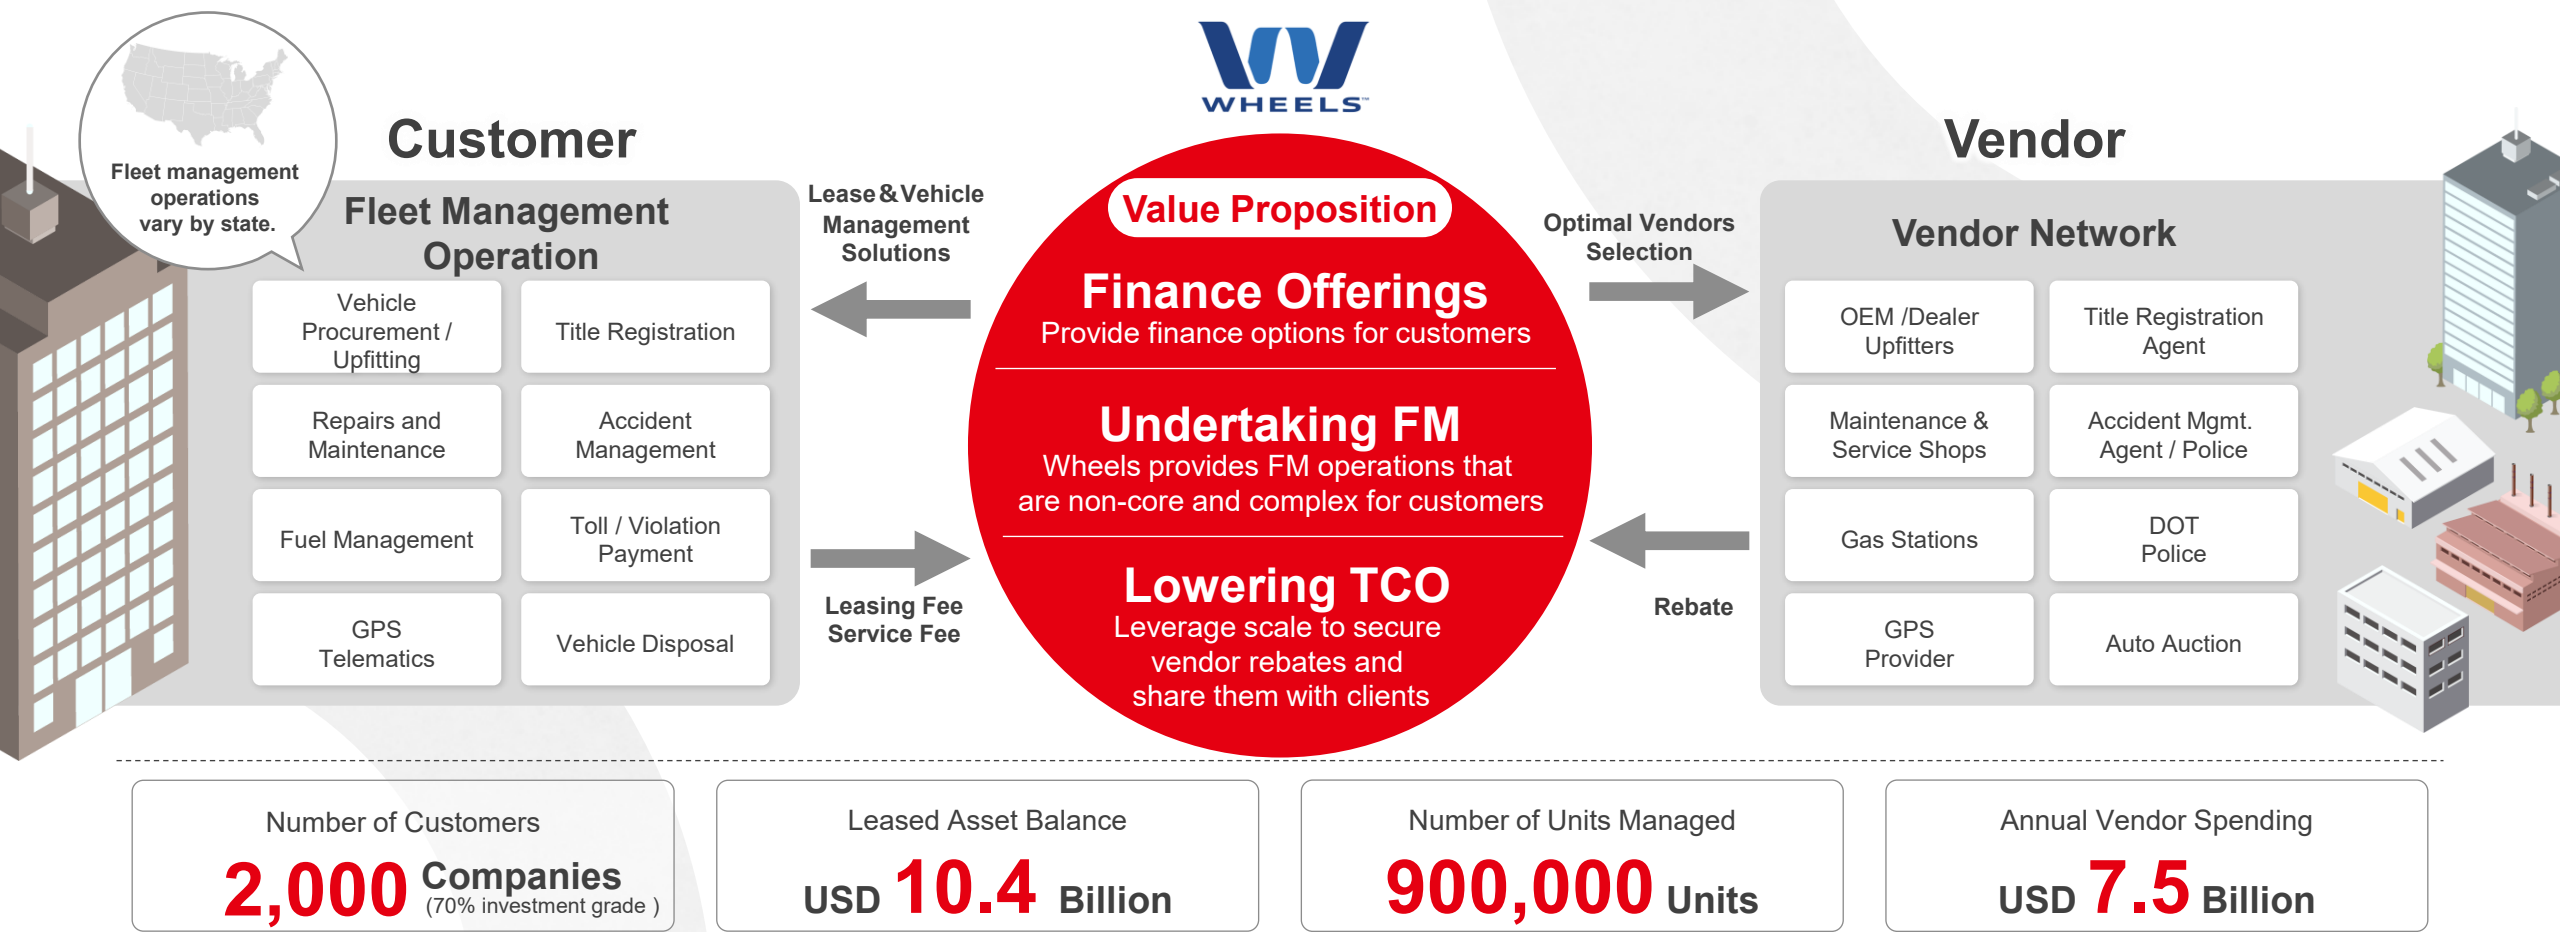 WHEELS™
Fleet management
operations
vary by state.
Customer
Fleet Management
Operation
Vehicle
Procurement /
Upfitting
Title Registration
Repairs and
Maintenance
Accident
Management
Fuel Management
Toll / Violation
Payment
GPS
Telematics
Vehicle Disposal
Lease & Vehicle
Management
Solutions
Leasing Fee
Service Fee
Value Proposition
Finance Offerings
Provide finance options for customers
Undertaking FM
Wheels provides FM operations that
are non-core and complex for customers
Lowering TCO
Leverage scale to secure
vendor rebates and
share them with clients
Optimal Vendors
Selection
Rebate
Vendor
Vendor Network
OEM /Dealer
Upfitters
Title Registration
Agent
Maintenance &
Service Shops
Accident Mgmt.
Agent / Police
Gas Stations
DOT
Police
GPS
Provider
Auto Auction
Number of Customers
2,000 Companies
(70% investment grade )
Leased Asset Balance
USD 10.4 Billion
Number of Units Managed
900,000 Units
Annual Vendor Spending
USD 7.5 Billion